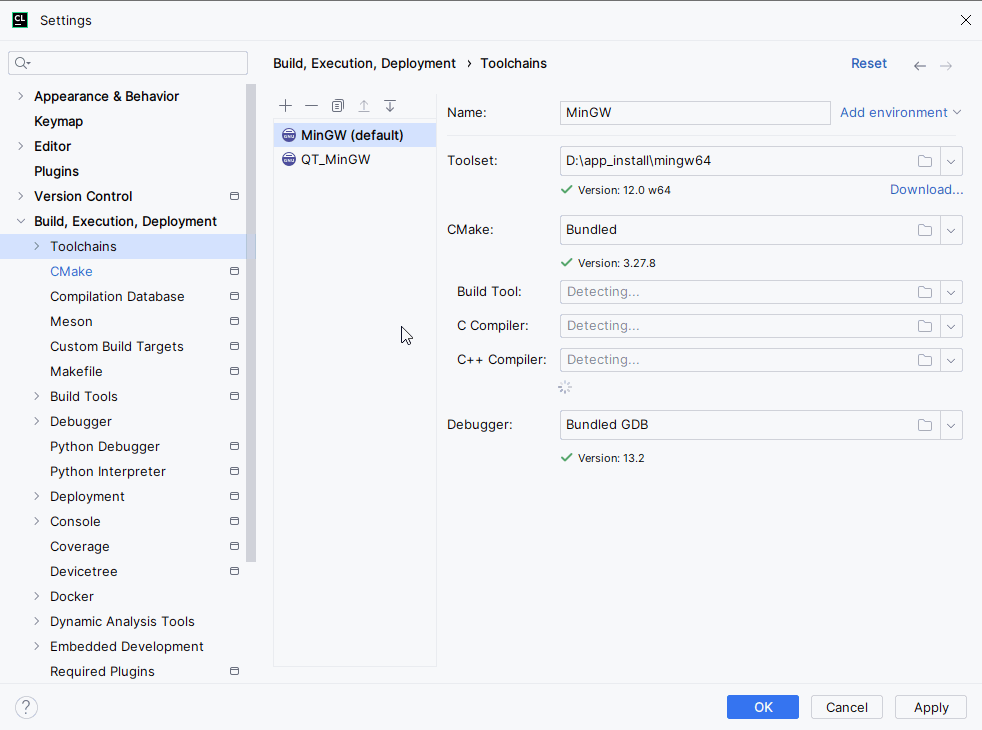 CL Settings
Build, Execution, Deployment › Toolchains
Reset
Appearance & Behavior
Keymap
Editor
Plugins
Version Control
Build, Execution, Deployment
Toolchains
CMake
Compilation Database
Meson
Custom Build Targets
Makefile
Build Tools
Debugger
Python Debugger
Python Interpreter
Deployment
Console
Coverage
Devicetree
Docker
Dynamic Analysis Tools
Embedded Development
Required Plugins
GNU MinGW (default)
GNU QT_MinGW
Name: MinGW Add environment
Toolset: D:\app_install\mingw64
Version: 12.0 w64 Download...
CMake: Bundled
Version: 3.27.8
Build Tool: Detecting...
C Compiler: Detecting...
C++ Compiler: Detecting...
Debugger: Bundled GDB
Version: 13.2
? OK Cancel Apply